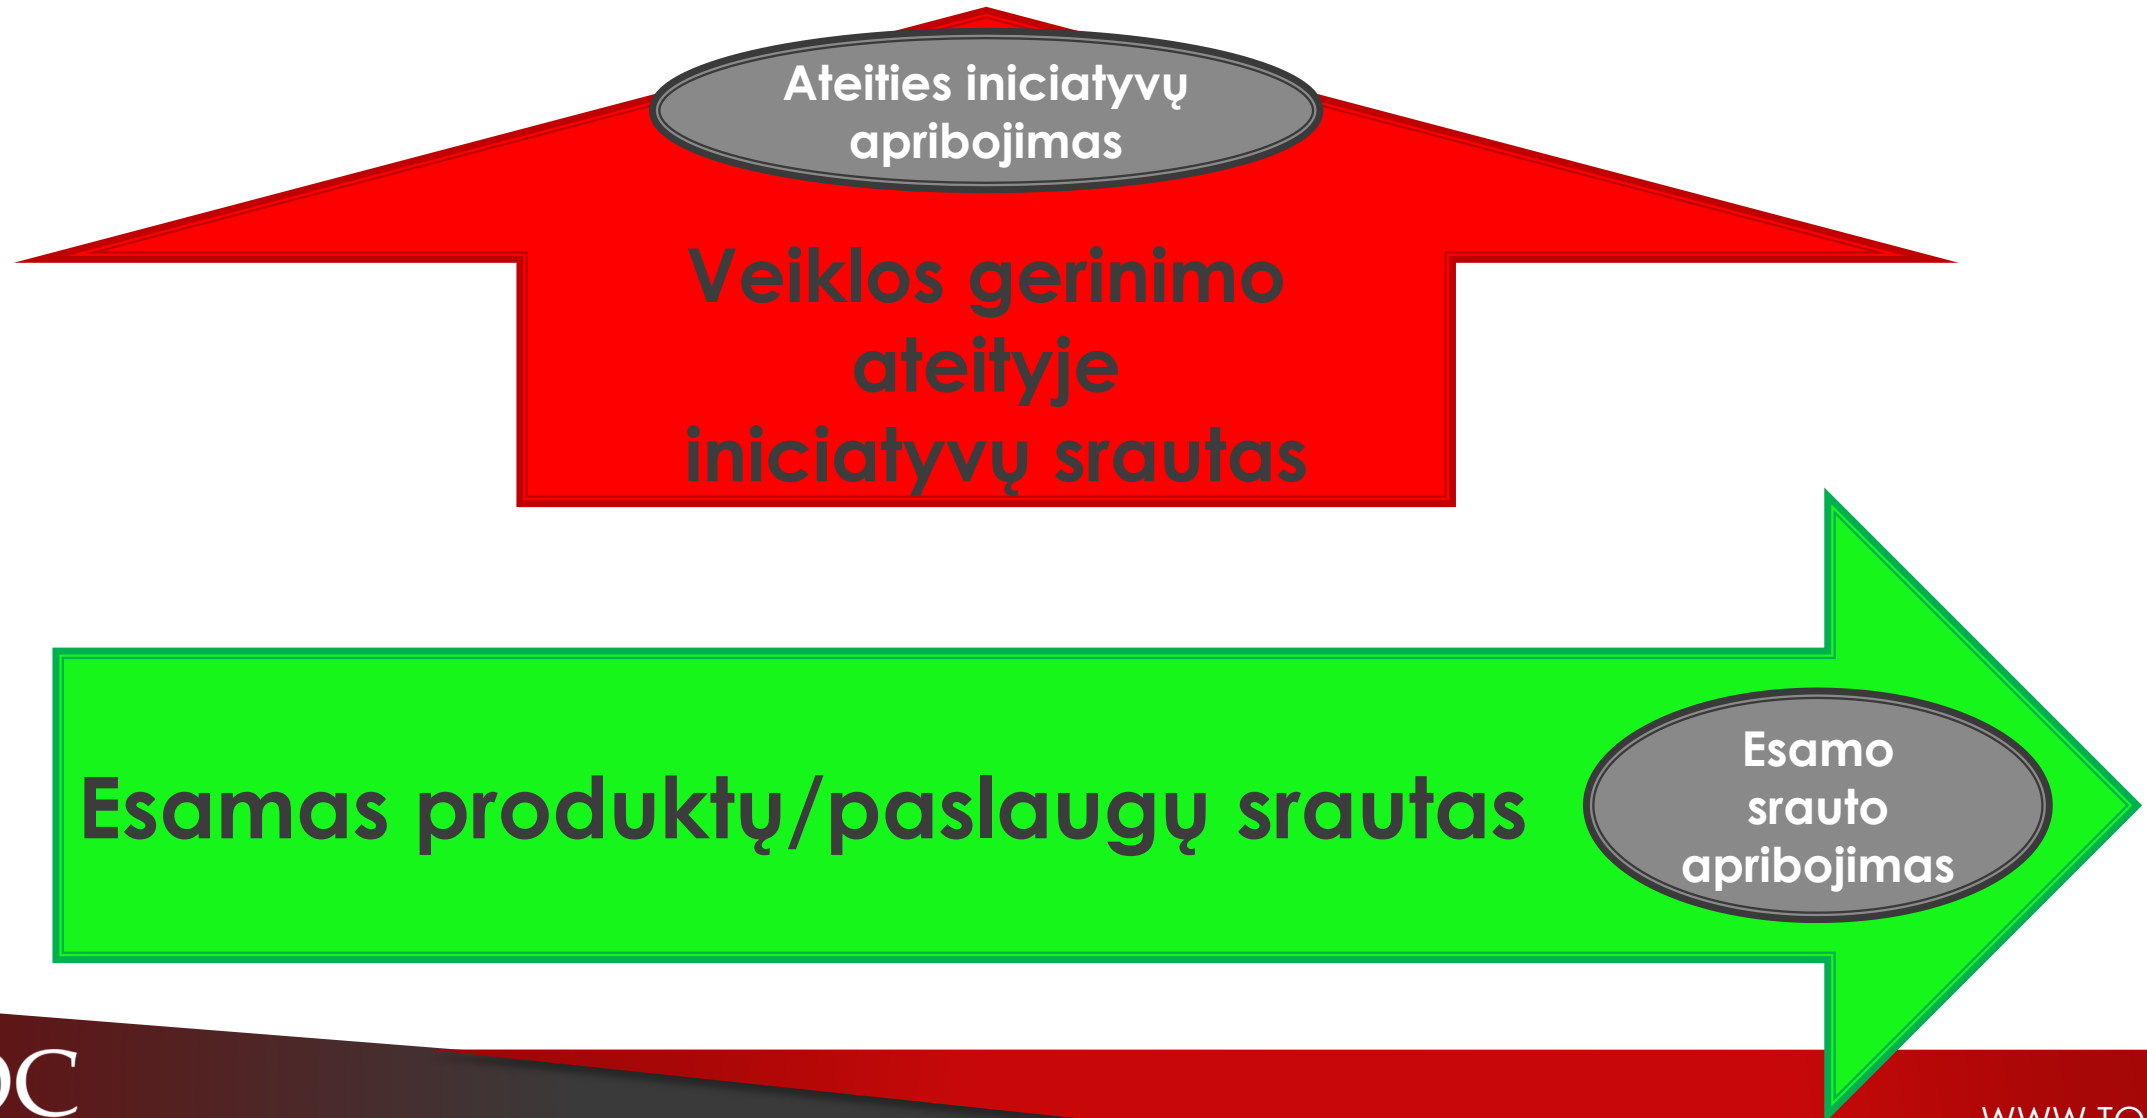 Ateities iniciatyvų
apribojimas
Veiklos gerinimo
ateityje
iniciatyvų srautas
Esamas produktų/paslaugų srautas
Esamo
srauto
apribojimas